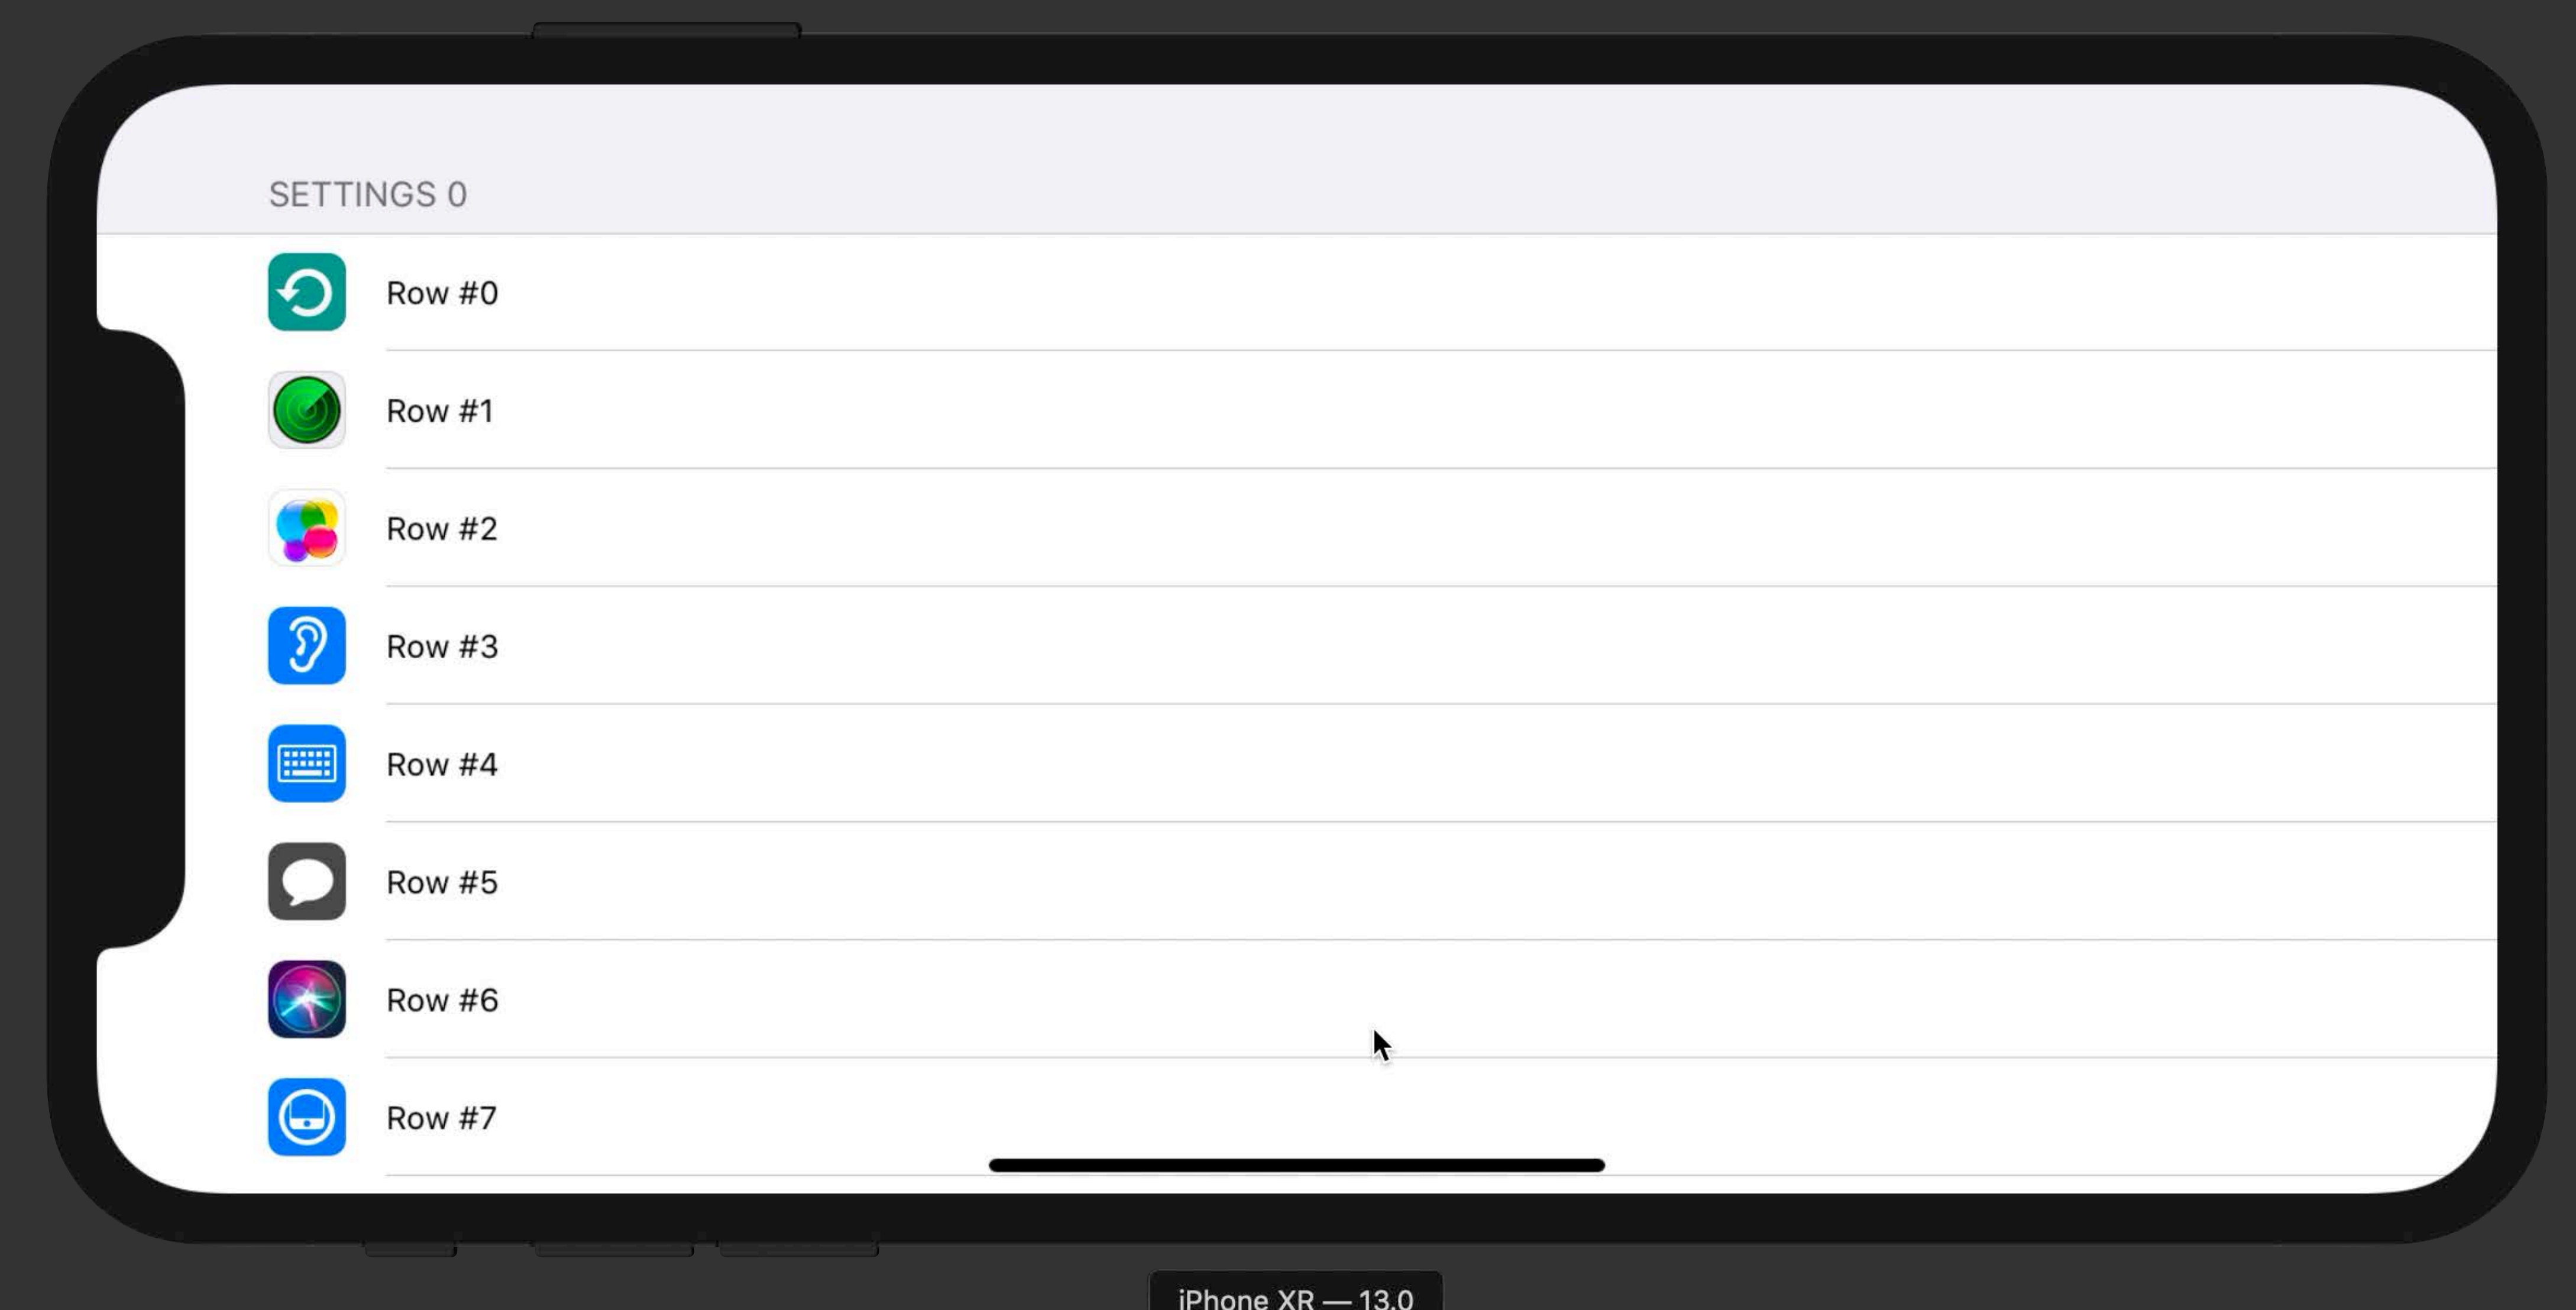 SETTINGS 0
Row #0
Row #1
Row #2
Row #3
Row #4
Row #5
Row #6
Row #7
iPhone XR — 13.0